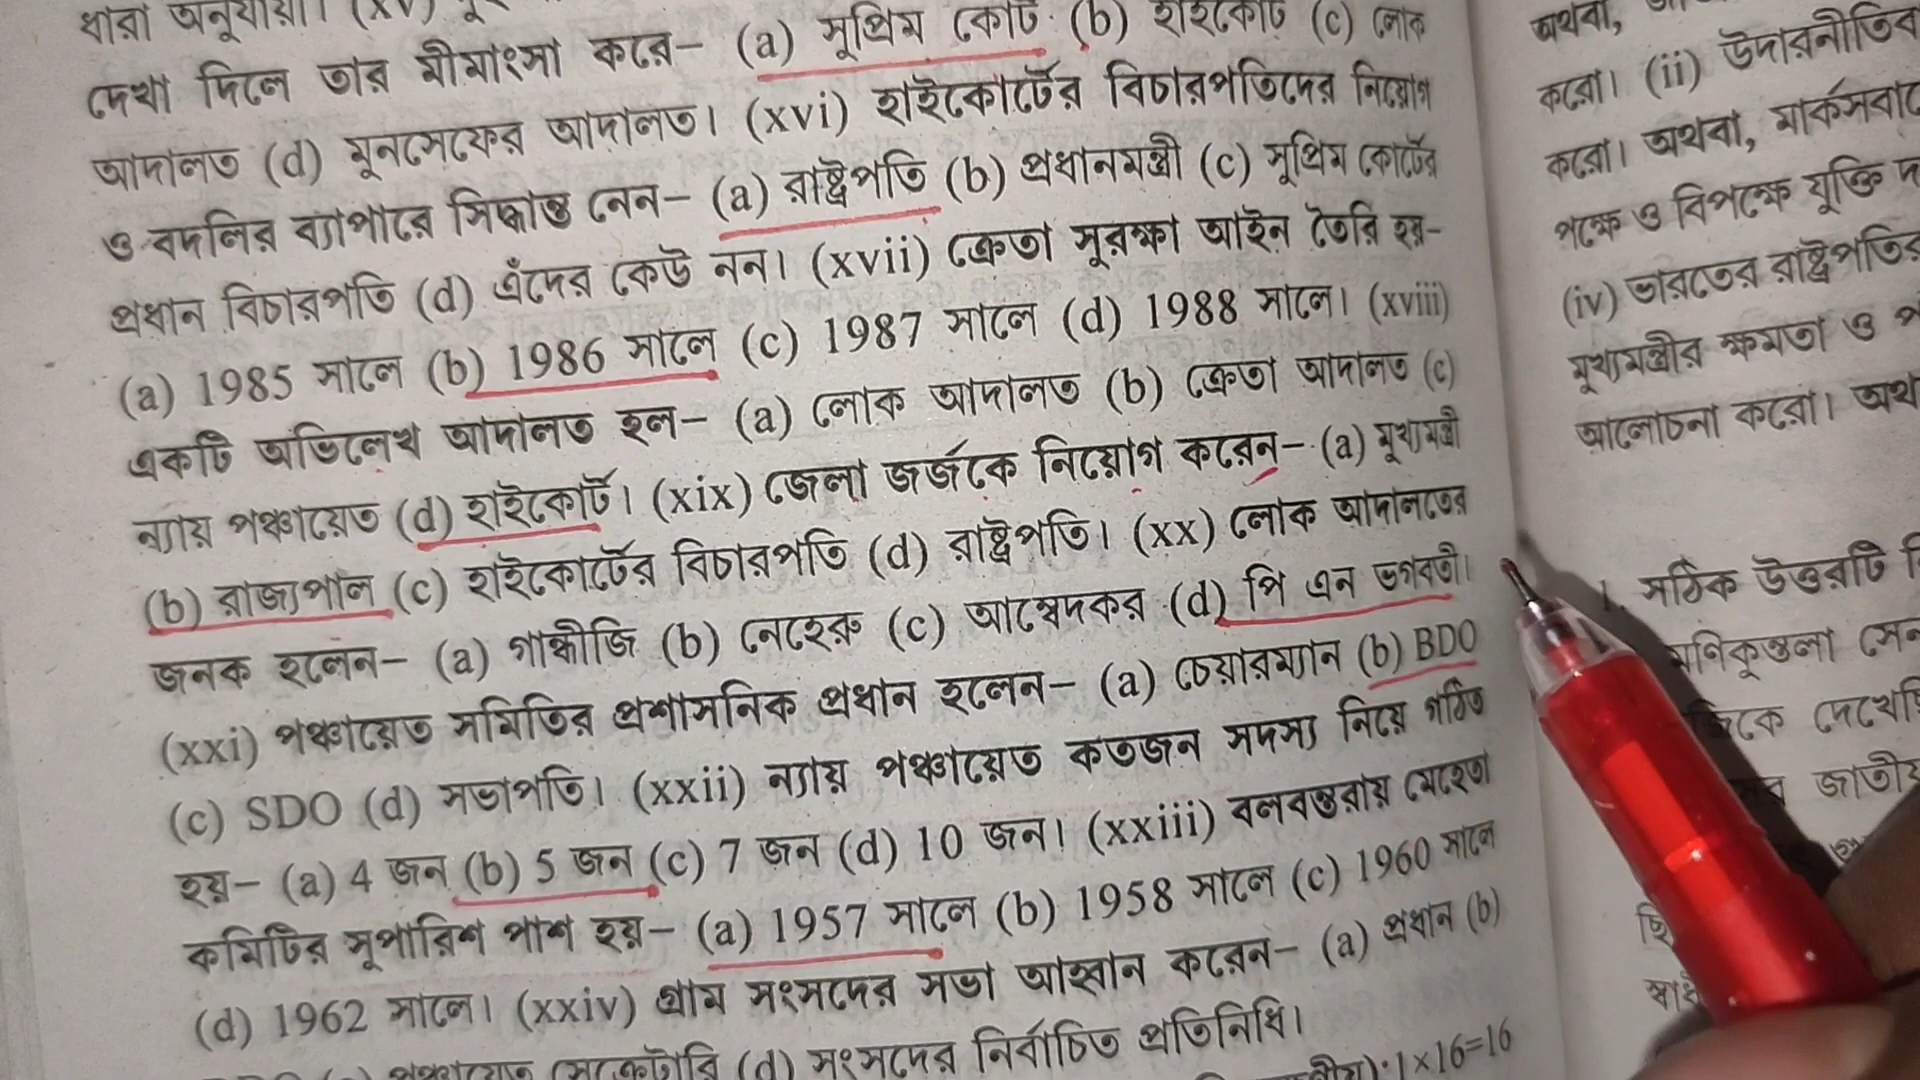 ধারা অনুযায়ী। (xv)
দেখা দিলে তার মীমাংসা করে– (a) সুপ্রিম কোর্ট (b) হাইকোর্ট (c) লোক
আদালত (d) মুনসেফের আদালত। (xvi) হাইকোর্টের বিচারপতিদের নিয়োগ
ও বদলির ব্যাপারে সিদ্ধান্ত নেন– (a) রাষ্ট্রপতি (b) প্রধানমন্ত্রী (c) সুপ্রিম কোর্টের
প্রধান বিচারপতি (d) এঁদের কেউ নন। (xvii) ক্রেতা সুরক্ষা আইন তৈরি হয়–
(a) 1985 সালে (b) 1986 সালে (c) 1987 সালে (d) 1988 সালে। (xviii)
একটি অভিলেখ আদালত হল– (a) লোক আদালত (b) ক্রেতা আদালত (c)
ন্যায় পঞ্চায়েত (d) হাইকোর্ট। (xix) জেলা জর্জকে নিয়োগ করেন– (a) মুখ্যমন্ত্রী
(b) রাজ্যপাল (c) হাইকোর্টের বিচারপতি (d) রাষ্ট্রপতি। (xx) লোক আদালতের
জনক হলেন– (a) গান্ধীজি (b) নেহেরু (c) আম্বেদকর (d) পি এন ভগবতী।
(xxi) পঞ্চায়েত সমিতির প্রশাসনিক প্রধান হলেন– (a) চেয়ারম্যান (b) BDO
(c) SDO (d) সভাপতি। (xxii) ন্যায় পঞ্চায়েত কতজন সদস্য নিয়ে গঠিত
হয়– (a) 4 জন (b) 5 জন (c) 7 জন (d) 10 জন। (xxiii) বলবন্তরায় মেহেতা
কমিটির সুপারিশ পাশ হয়– (a) 1957 সালে (b) 1958 সালে (c) 1960 সালে
(d) 1962 সালে। (xxiv) গ্রাম সংসদের সভা আহ্বান করেন– (a) প্রধান (b)
পঞ্চায়েত সেক্রেটারি (d) সংসদের নির্বাচিত প্রতিনিধি।
1×16=16
অথবা,
করো। (ii) উদারনীতির
করো। অথবা, মার্কসবাদ
পক্ষে ও বিপক্ষে যুক্তি
(iv) ভারতের রাষ্ট্রপতির
মুখ্যমন্ত্রীর ক্ষমতা ও
আলোচনা করো।
1. সঠিক উত্তরটি
মণিকুন্তলা সেন
জাতীয়